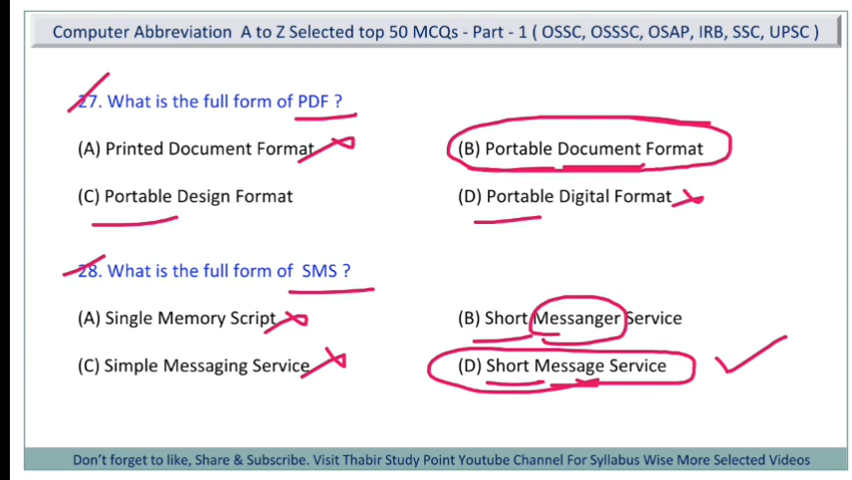 Computer Abbreviation A to Z Selected top 50 MCQs - Part - 1 ( OSSC, OSSSC, OSAP, IRB, SSC, UPSC )
27. What is the full form of PDF ?
(A) Printed Document Format (B) Portable Document Format
(C) Portable Design Format (D) Portable Digital Format
28. What is the full form of SMS ?
(A) Single Memory Script (B) Short Messanger Service
(C) Simple Messaging Service (D) Short Message Service
Don't forget to like, Share & Subscribe. Visit Thabir Study Point Youtube Channel For Syllabus Wise More Selected Videos